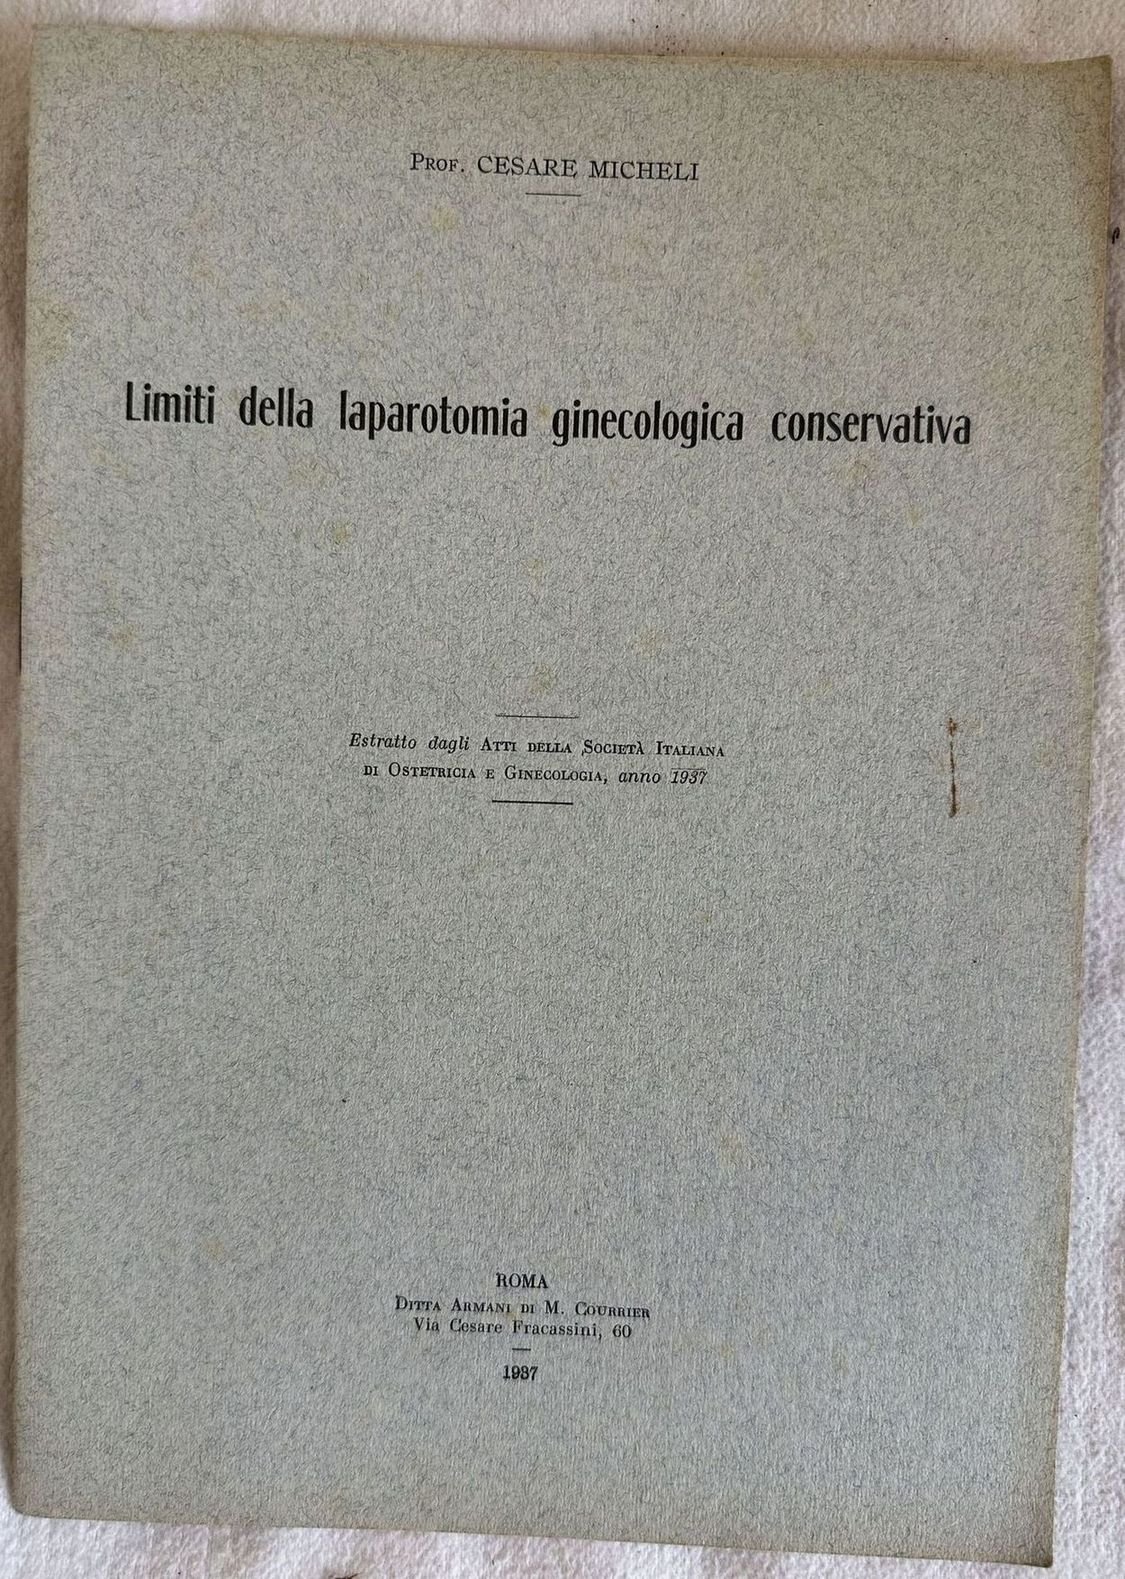 Prof. CESARE MICHELI
Limiti della laparotomia ginecologica conservativa
Estratto dagli Atti della Società Italiana
di Ostetricia e Ginecologia, anno 1937
ROMA
Ditta Armani di M. Courrier
Via Cesare Fracassini, 60
1937